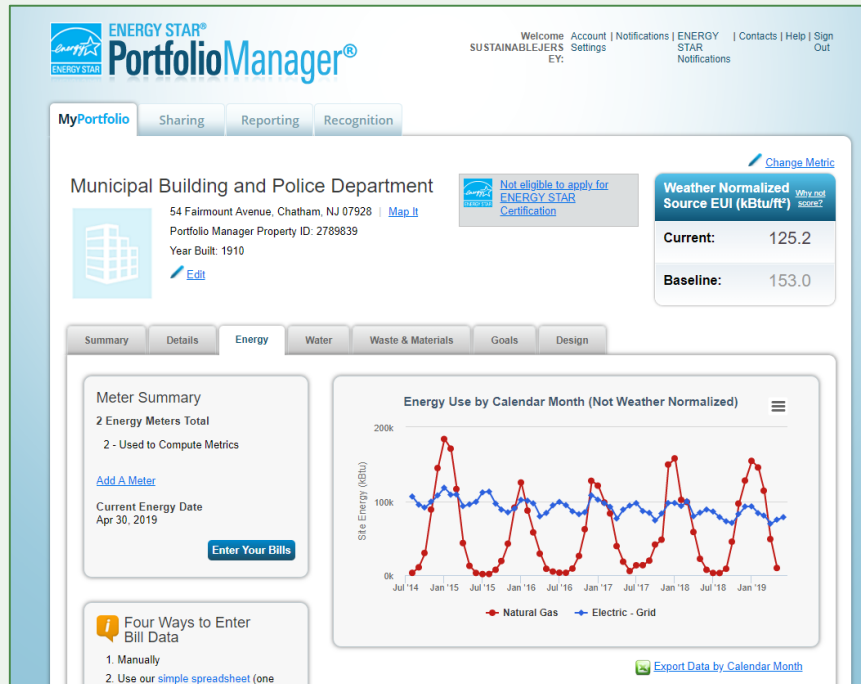 ENERGY STAR®
PortfolioManager®
energy
ENERGY STAR
Welcome
SUSTAINABLEJERS
EY:
Account Settings | Notifications | ENERGY STAR Notifications | Contacts | Help | Sign Out
MyPortfolio
Sharing
Reporting
Recognition
Change Metric
Municipal Building and Police Department
54 Fairmount Avenue, Chatham, NJ 07928 | Map It
Portfolio Manager Property ID: 2789839
Year Built: 1910
Edit
ENERGY STAR
Not eligible to apply for
ENERGY STAR
Certification
Weather Normalized
Source EUI (kBtu/ft²)
Why not
score?
Current: 125.2
Baseline: 153.0
Summary
Details
Energy
Water
Waste & Materials
Goals
Design
Meter Summary
2 Energy Meters Total
2 - Used to Compute Metrics
Add A Meter
Current Energy Date
Apr 30, 2019
Enter Your Bills
Energy Use by Calendar Month (Not Weather Normalized)
Site Energy (kBtu)
200k
100k
0k
Jul '14 Jan '15 Jul '15 Jan '16 Jul '16 Jan '17 Jul '17 Jan '18 Jul '18 Jan '19
Natural Gas Electric - Grid
Export Data by Calendar Month
i
Four Ways to Enter
Bill Data
1. Manually
2. Use our simple spreadsheet (one